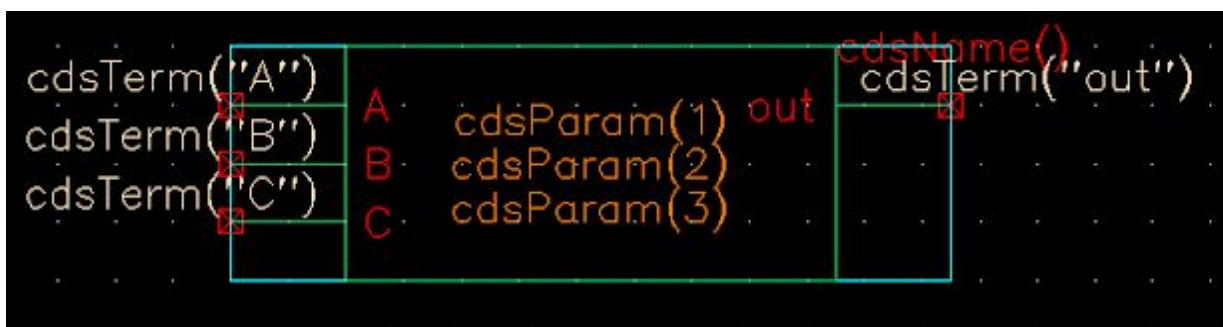 cdsName()
cdsTerm("A")
cdsTerm("out")
A
cdsParam(1)
out
cdsTerm("B")
B
cdsParam(2)
cdsTerm("C")
C
cdsParam(3)